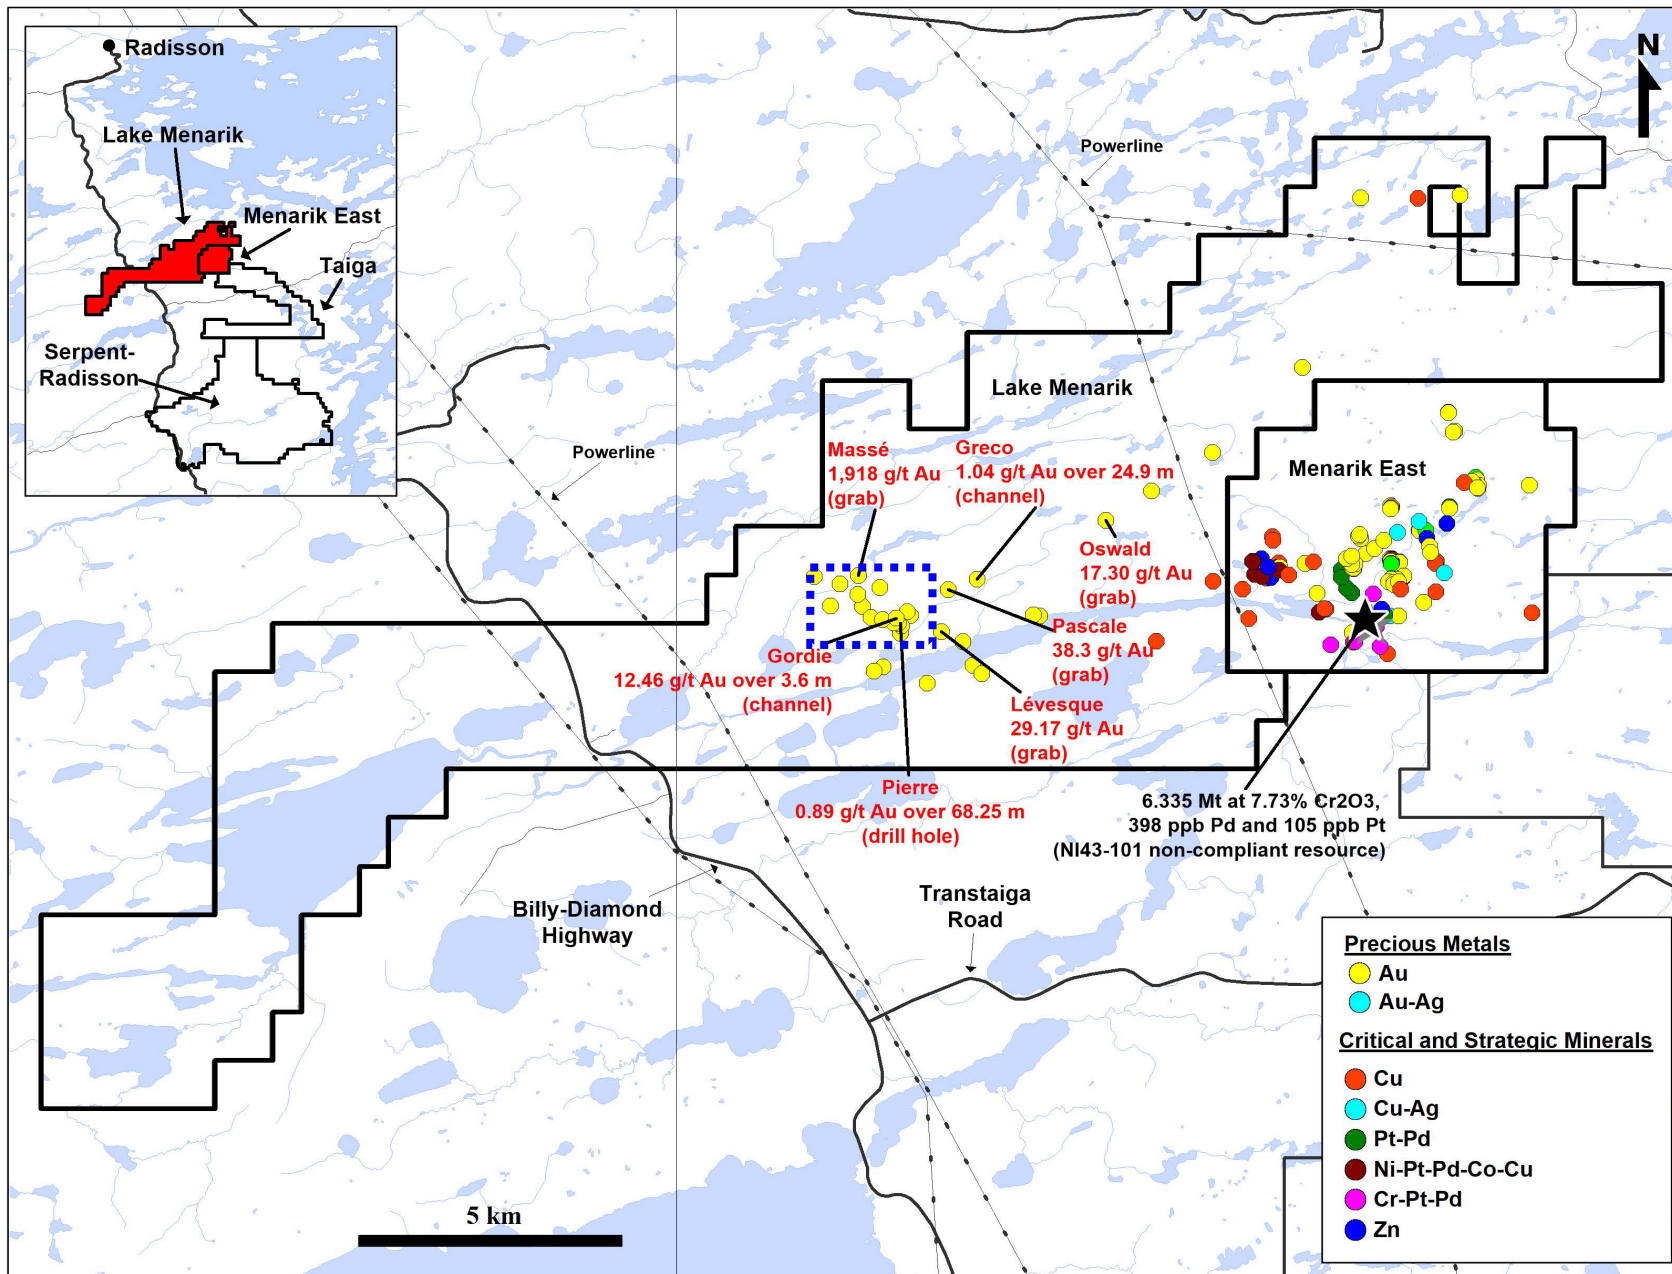 Radisson
Lake Menarik
Menarik East
Taiga
Serpent-
Radisson
N
Powerline
Lake Menarik
Powerline
Massé
1,918 g/t Au
(grab)
Greco
1.04 g/t Au over 24.9 m
(channel)
Menarik East
Oswald
17.30 g/t Au
(grab)
Pascale
38.3 g/t Au
(grab)
Gordie
12.46 g/t Au over 3.6 m
(channel)
Lévesque
29.17 g/t Au
(grab)
Pierre
0.89 g/t Au over 68.25 m
(drill hole)
6.335 Mt at 7.73% Cr2O3,
398 ppb Pd and 105 ppb Pt
(NI43-101 non-compliant resource)
Billy-Diamond
Highway
Transtaiga
Road
5 km
Precious Metals
Au
Au-Ag
Critical and Strategic Minerals
Cu
Cu-Ag
Pt-Pd
Ni-Pt-Pd-Co-Cu
Cr-Pt-Pd
Zn